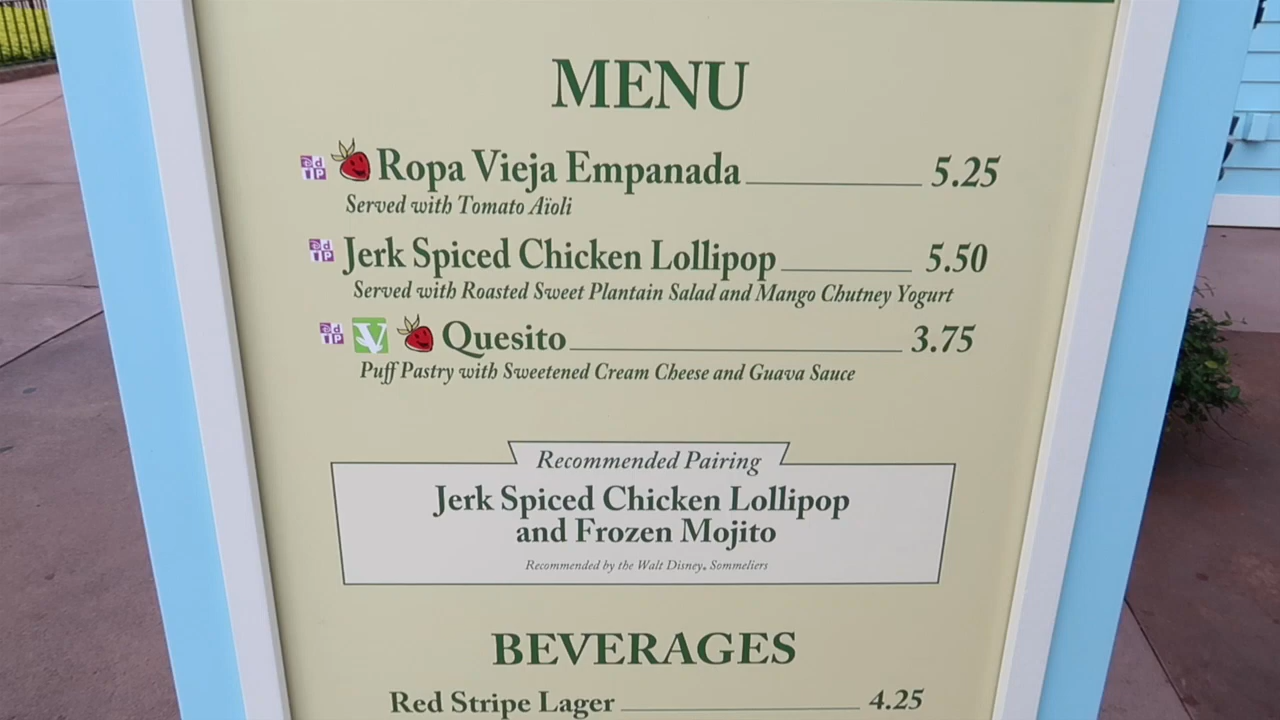 MENU
Ropa Vieja Empanada 5.25
Served with Tomato Aïoli
Jerk Spiced Chicken Lollipop 5.50
Served with Roasted Sweet Plantain Salad and Mango Chutney Yogurt
V Quesito 3.75
Puff Pastry with Sweetened Cream Cheese and Guava Sauce
Recommended Pairing
Jerk Spiced Chicken Lollipop
and Frozen Mojito
Recommended by the Walt Disney® Sommeliers
BEVERAGES
Red Stripe Lager 4.25